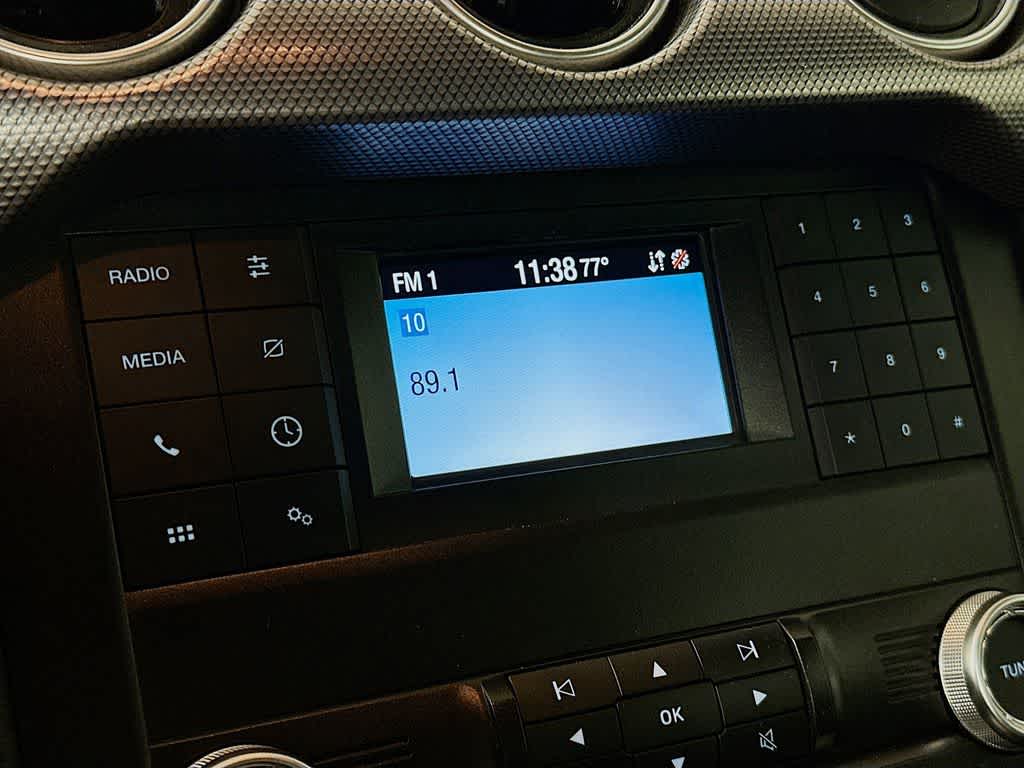 RADIO
MEDIA
FM 1 11:38 77°
10
89.1
1 2 3
4 5 6
7 8 9
* 0 #
OK
TUN